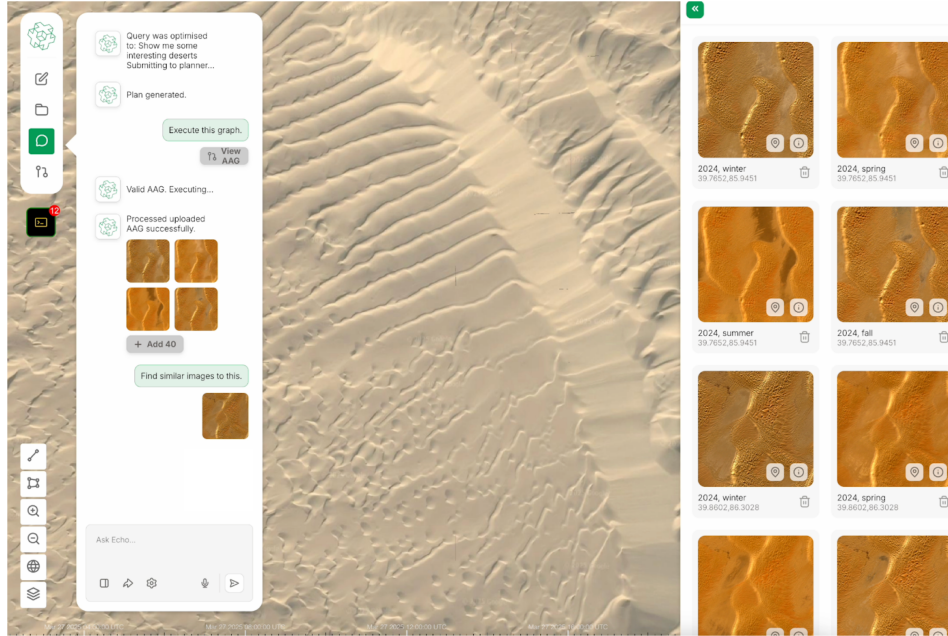 Query was optimised
to: Show me some
interesting deserts
Submitting to planner...
Plan generated.
Execute this graph.
View
AAG
Valid AAG. Executing...
12
Processed uploaded
AAG successfully.
+ Add 40
Find similar images to this.
Ask Echo...
2024, winter
39.7652,85.9451
2024, spring
39.7652,85.9451
2024, summer
39.7652,85.9451
2024, fall
39.7652,85.9451
2024, winter
39.8602,86.3028
2024, spring
39.8602,86.3028